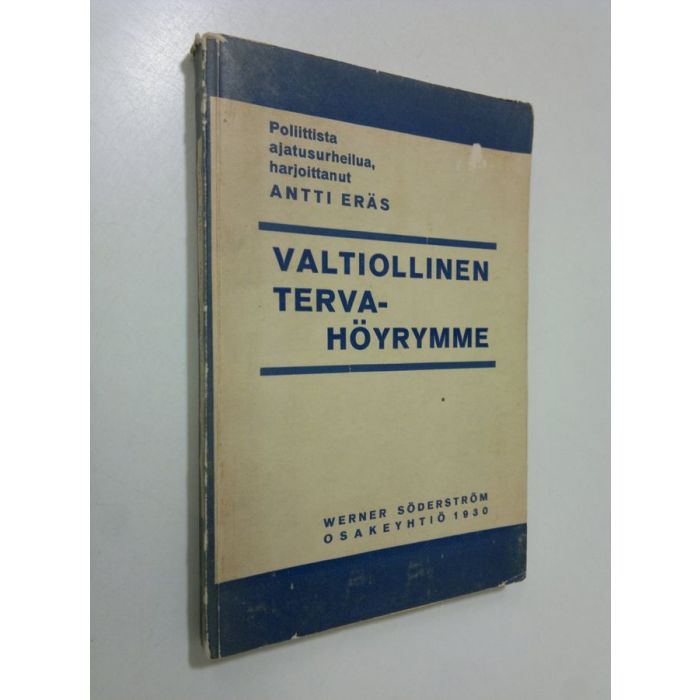 Poliittista
ajatusurheilua,
harjoittanut
ANTTI ERÄS
VALTIOLLINEN
TERVA-
HÖYRYMME
WERNER SÖDERSTRÖM
OSAKEYHTIÖ 1930